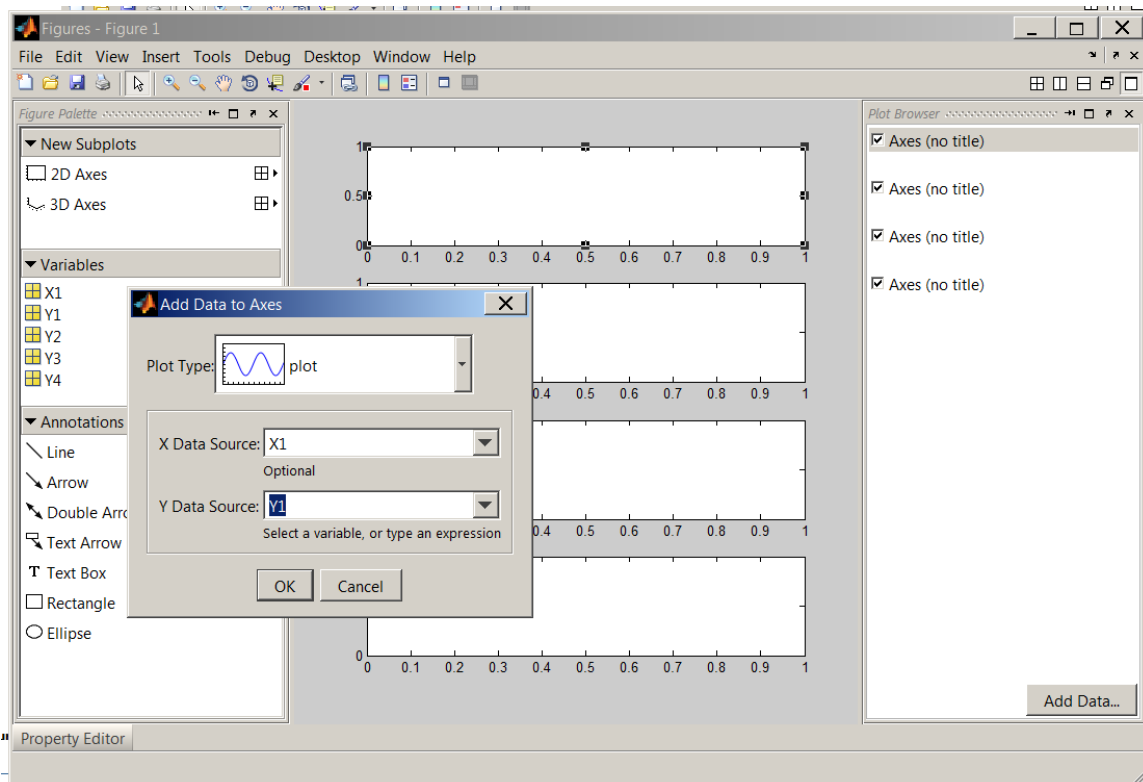 Figures - Figure 1
File Edit View Insert Tools Debug Desktop Window Help
Figure Palette
New Subplots
2D Axes
3D Axes
Variables
X1
Y1
Y2
Y3
Y4
Annotations
Line
Arrow
Double Arro
Text Arrow
T Text Box
Rectangle
Ellipse
1
0.5
0
0 0.1 0.2 0.3 0.4 0.5 0.6 0.7 0.8 0.9 1
1
0.4 0.5 0.6 0.7 0.8 0.9 1
0.4 0.5 0.6 0.7 0.8 0.9 1
0
0 0.1 0.2 0.3 0.4 0.5 0.6 0.7 0.8 0.9 1
Add Data to Axes
Plot Type: plot
X Data Source: X1
Optional
Y Data Source: Y1
Select a variable, or type an expression
OK Cancel
Plot Browser
Axes (no title)
Axes (no title)
Axes (no title)
Axes (no title)
Add Data...
Property Editor